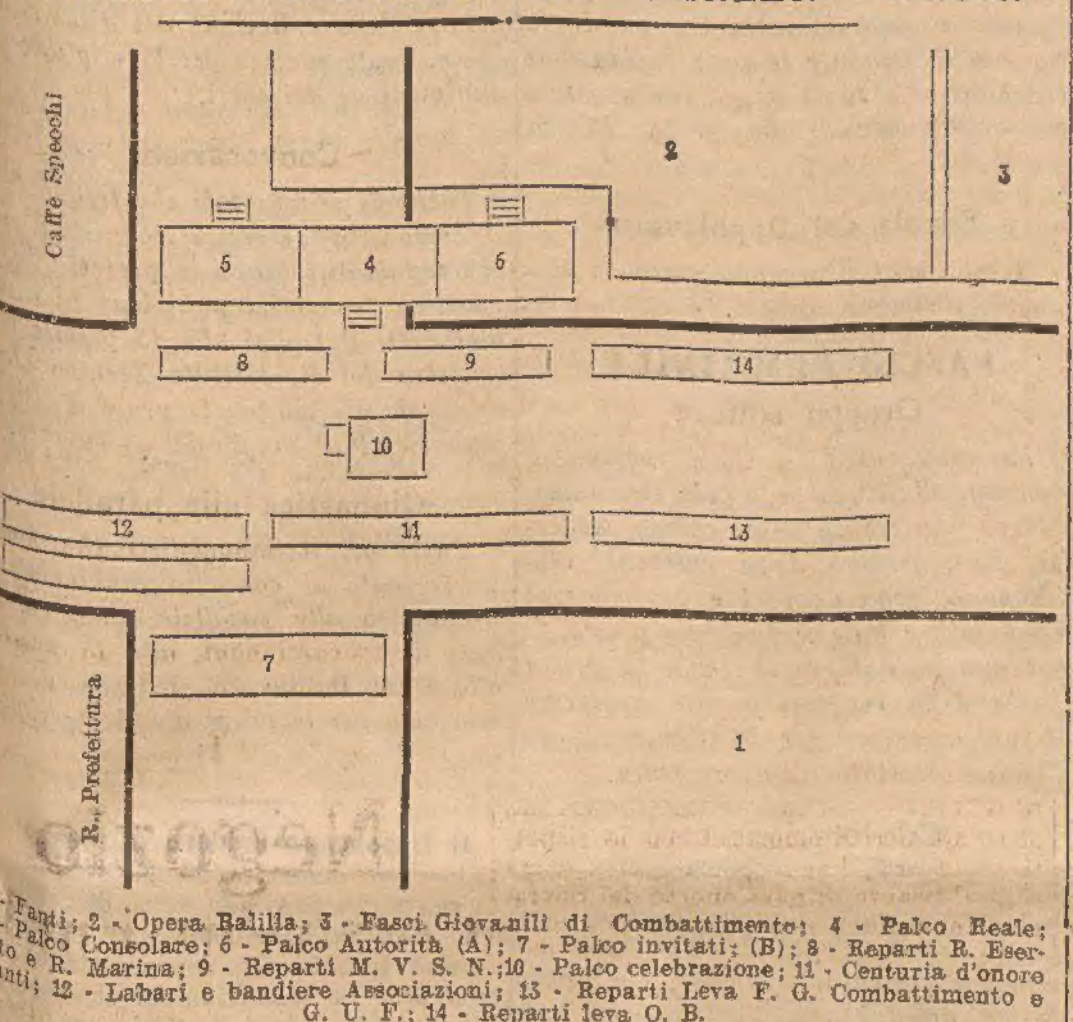 Caffè Specchi
2
3
5
4
6
8
9
14
10
12
11
13
7
R. Prefettura
1
Fanti; 2 - Opera Balilla; 3 - Fasci Giovanili di Combattimento; 4 - Palco Reale;
Palco Consolare; 6 - Palco Autorità (A); 7 - Palco invitati; (B); 8 - Reparti R. Eser-
to e R. Marina; 9 - Reparti M. V. S. N.;10 - Palco celebrazione; 11 - Centuria d'onore
anti; 12 - Labari e bandiere Associazioni; 13 - Reparti Leva F. G. Combattimento e
G. U. F.; 14 - Reparti leva O. B.